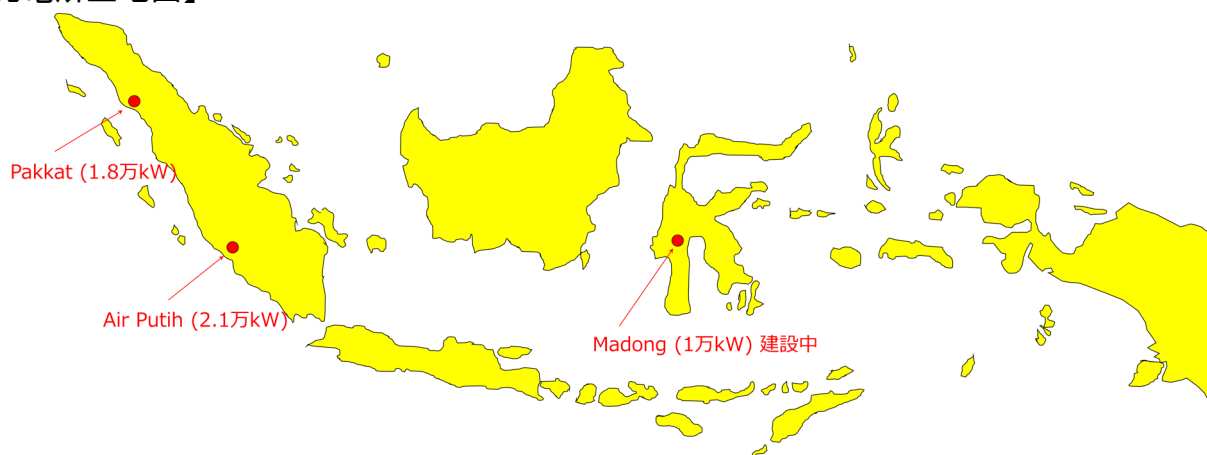 Pakkat (1.8万kW)
Air Putih (2.1万kW)
Madong (1万kW) 建設中